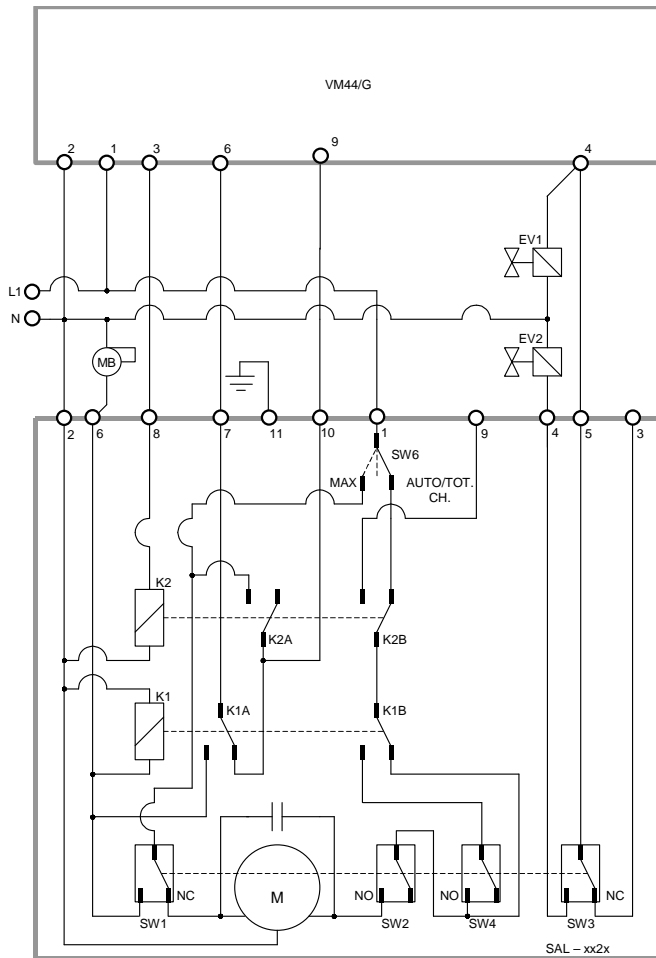 VM44/G
2 1 3 6 9 4
EV1
L1
N
EV2
MB
2 6 8 7 11 10 1 9 4 5 3
SW6
MAX AUTO/TOT.
CH.
K2
K2A K2B
K1
K1A K1B
NC NO M NO NC
SW1 SW2 SW4 SW3
SAL – xx2x